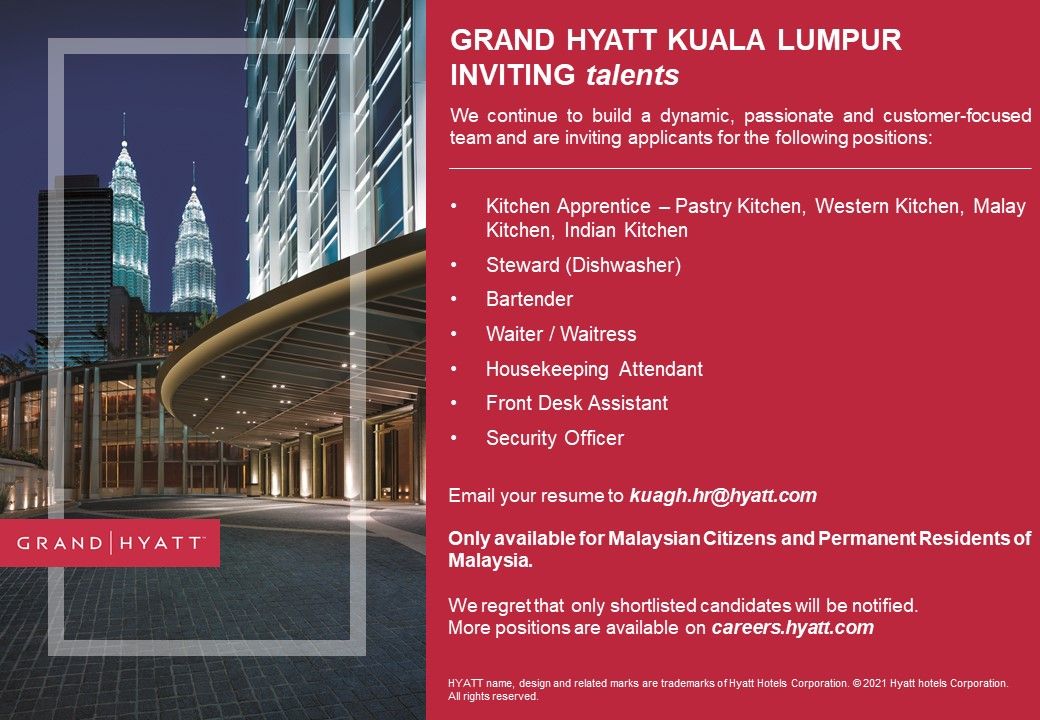 GRAND HYATT KUALA LUMPUR
INVITING talents
We continue to build a dynamic, passionate and customer-focused
team and are inviting applicants for the following positions:
• Kitchen Apprentice – Pastry Kitchen, Western Kitchen, Malay
Kitchen, Indian Kitchen
• Steward (Dishwasher)
• Bartender
• Waiter / Waitress
• Housekeeping Attendant
• Front Desk Assistant
• Security Officer
Email your resume to kuagh.hr@hyatt.com
Only available for Malaysian Citizens and Permanent Residents of
Malaysia.
We regret that only shortlisted candidates will be notified.
More positions are available on careers.hyatt.com
HYATT name, design and related marks are trademarks of Hyatt Hotels Corporation. © 2021 Hyatt hotels Corporation.
All rights reserved.
GRAND | HYATT™